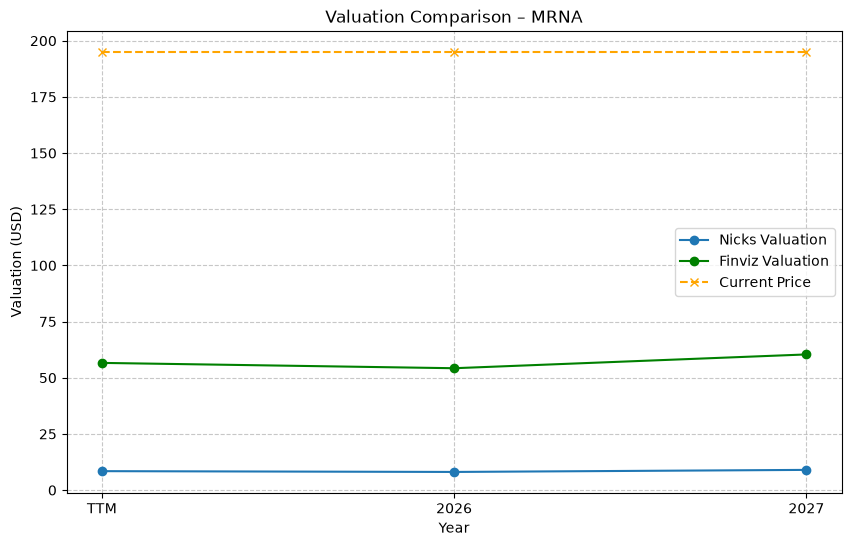 Valuation Comparison – MRNA
Valuation (USD)
200
175
150
125
100
75
50
25
0
Nicks Valuation
Finviz Valuation
Current Price
TTM 2026 2027
Year